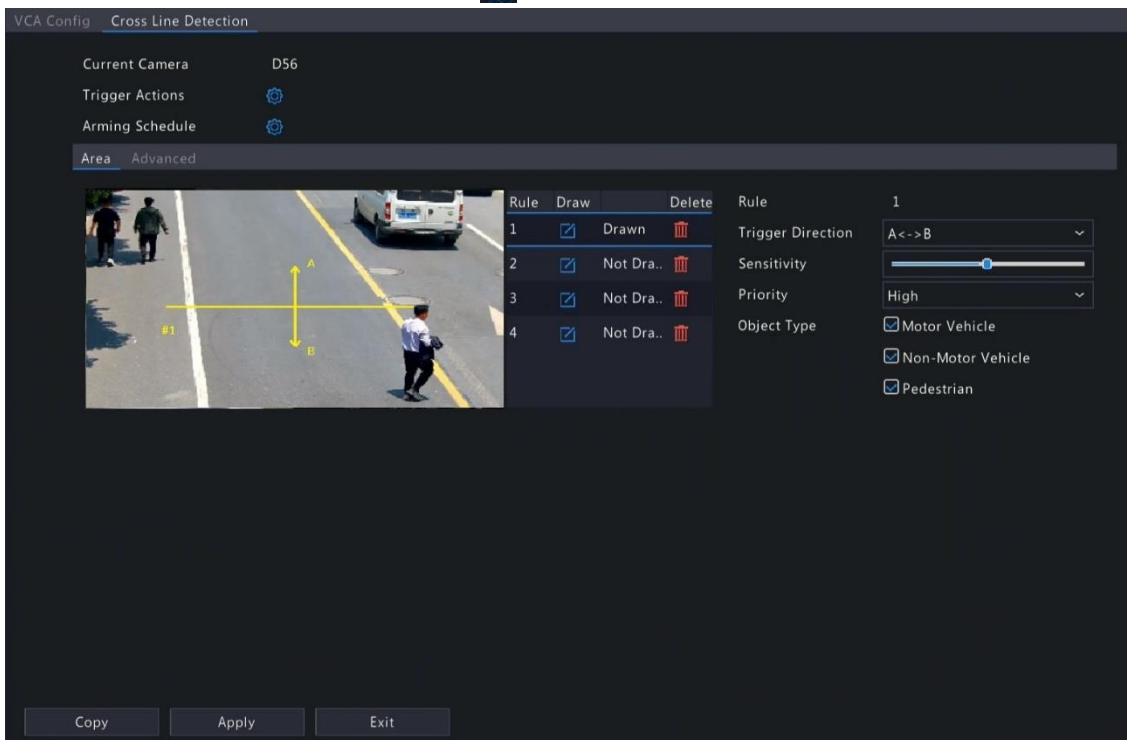 VCA Config Cross Line Detection
Current Camera D56
Trigger Actions
Arming Schedule
Area Advanced
Rule Draw Delete
1 Drawn
2 Not Dra..
3 Not Dra..
4 Not Dra..
A
#1
B
Rule 1
Trigger Direction A<->B
Sensitivity
Priority High
Object Type Motor Vehicle
Non-Motor Vehicle
Pedestrian
Copy Apply Exit